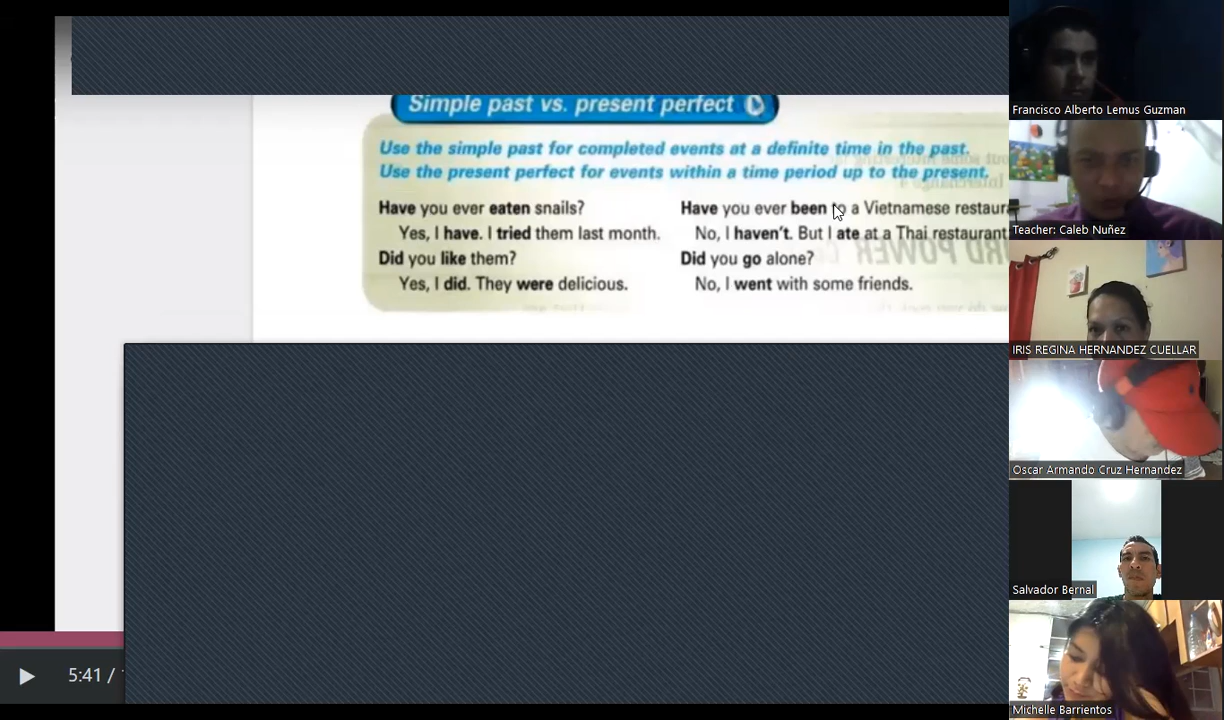 Simple past vs. present perfect
Use the simple past for completed events at a definite time in the past.
Use the present perfect for events within a time period up to the present.
Have you ever eaten snails?
Yes, I have. I tried them last month.
Did you like them?
Yes, I did. They were delicious.
Have you ever been to a Vietnamese restaur
No, I haven't. But I ate at a Thai restaurant
Did you go alone?
No, I went with some friends.
5:41 /
Francisco Alberto Lemus Guzman
Teacher: Caleb Nuñez
IRIS REGINA HERNANDEZ CUELLAR
Oscar Armando Cruz Hernandez
Salvador Bernal
Michelle Barrientos